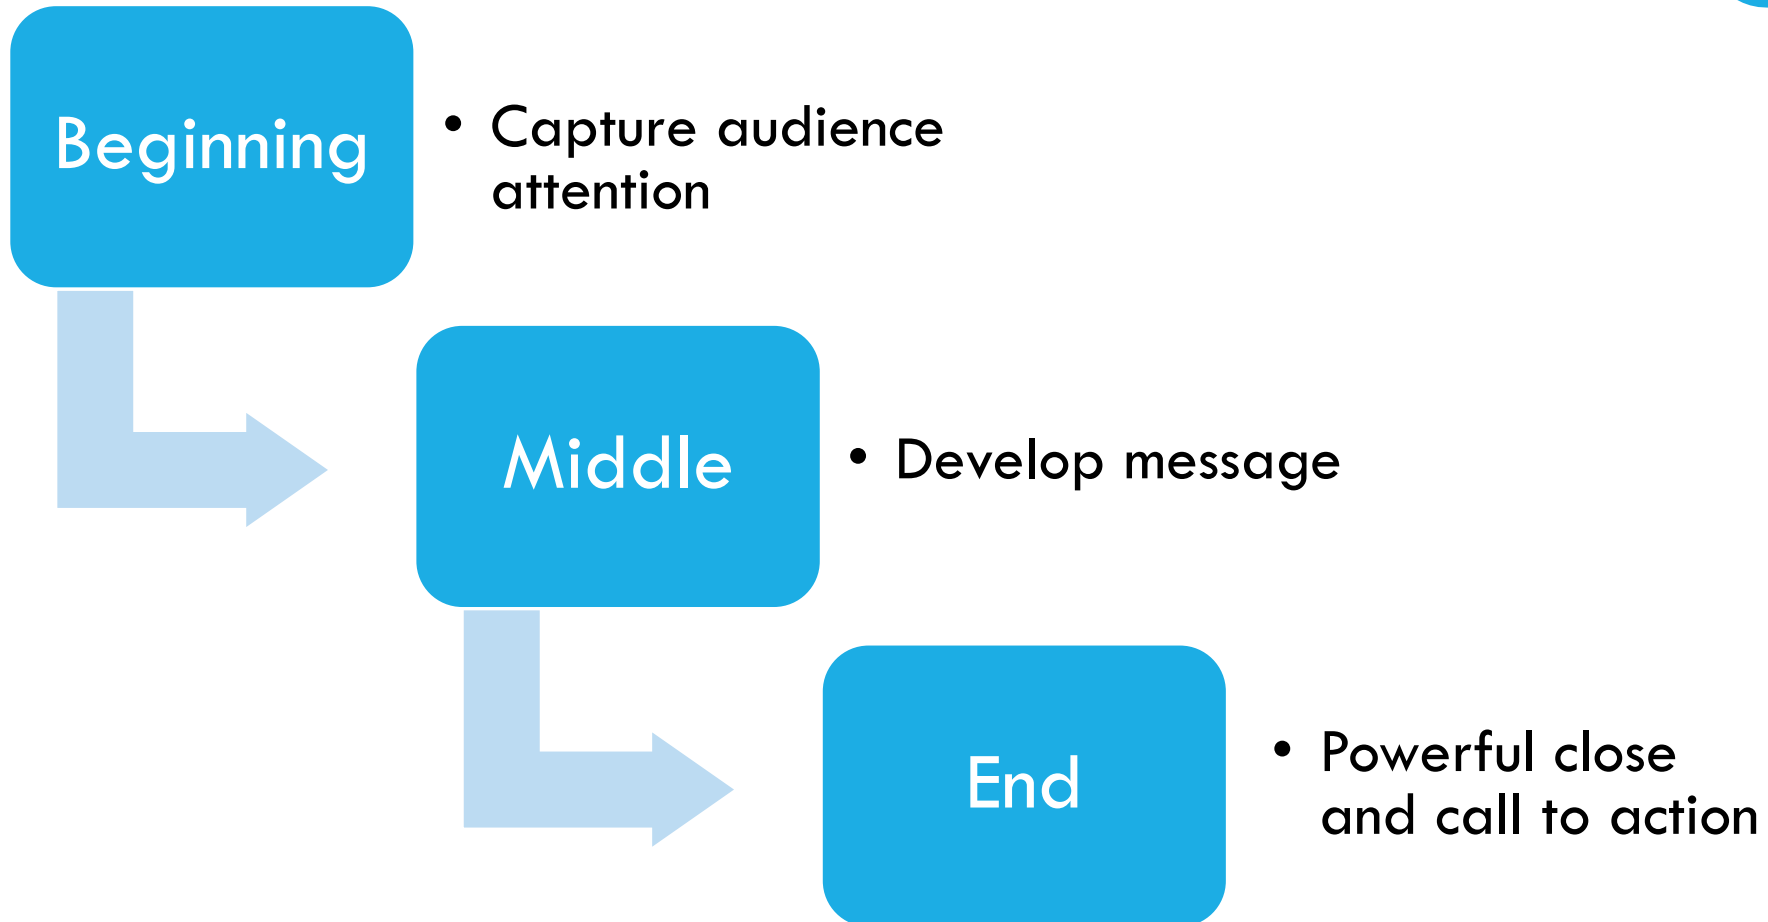 Beginning
• Capture audience
attention
Middle
• Develop message
End
• Powerful close
and call to action